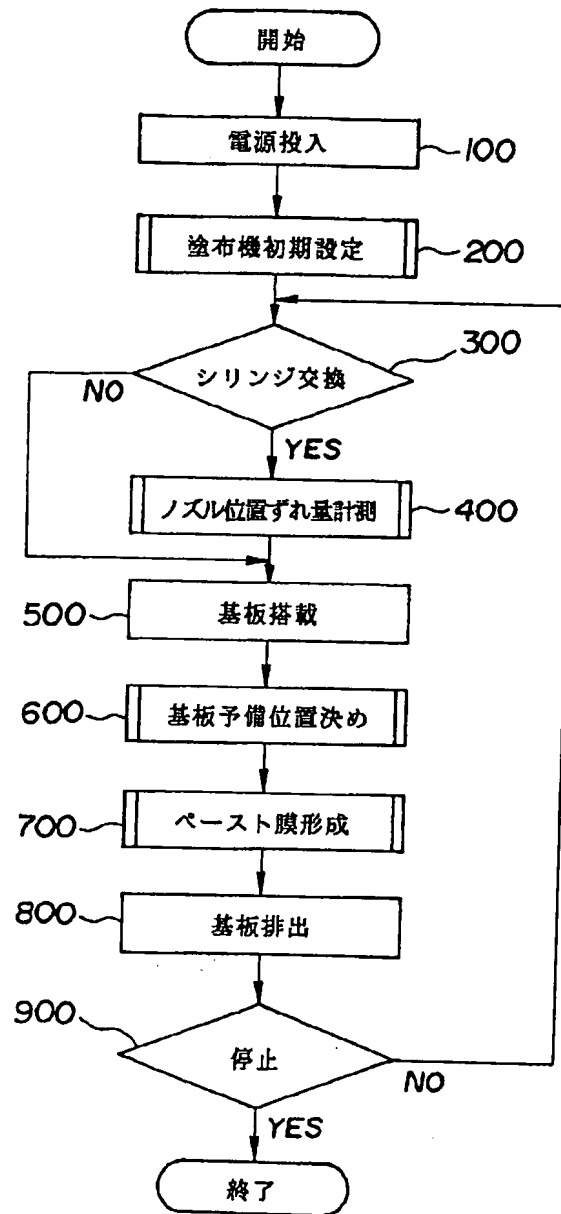 開始
電源投入
100
塗布機初期設定
200
シリンジ交換
300
NO
YES
ノズル位置ずれ量計測
400
500
基板搭載
600
基板予備位置決め
700
ペースト膜形成
800
基板排出
900
停止
NO
YES
終了